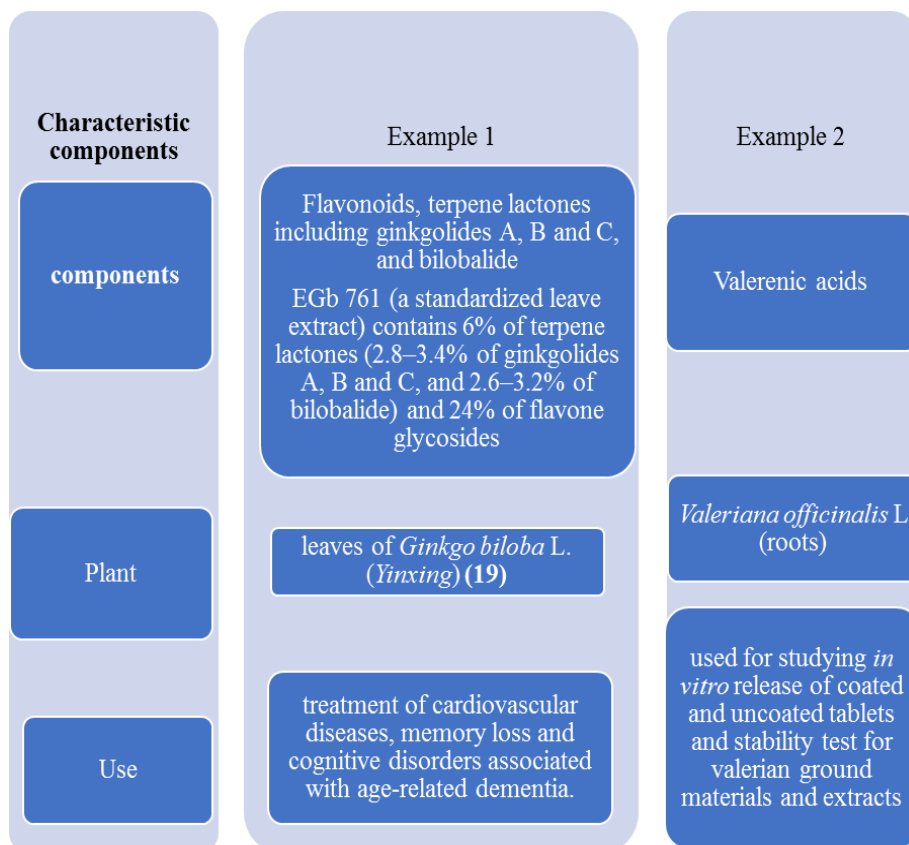 Characteristic
components
components
Plant
Use
Example 1
Flavonoids, terpene lactones
including ginkgolides A, B and C,
and bilobalide
EGb 761 (a standardized leave
extract) contains 6% of terpene
lactones (2.8–3.4% of ginkgolides
A, B and C, and 2.6–3.2% of
bilobalide) and 24% of flavone
glycosides
leaves of Ginkgo biloba L.
(Yinxing) (19)
treatment of cardiovascular
diseases, memory loss and
cognitive disorders associated
with age-related dementia.
Example 2
Valerenic acids
Valeriana officinalis L
(roots)
used for studying in
vitro release of coated
and uncoated tablets
and stability test for
valerian ground
materials and extracts